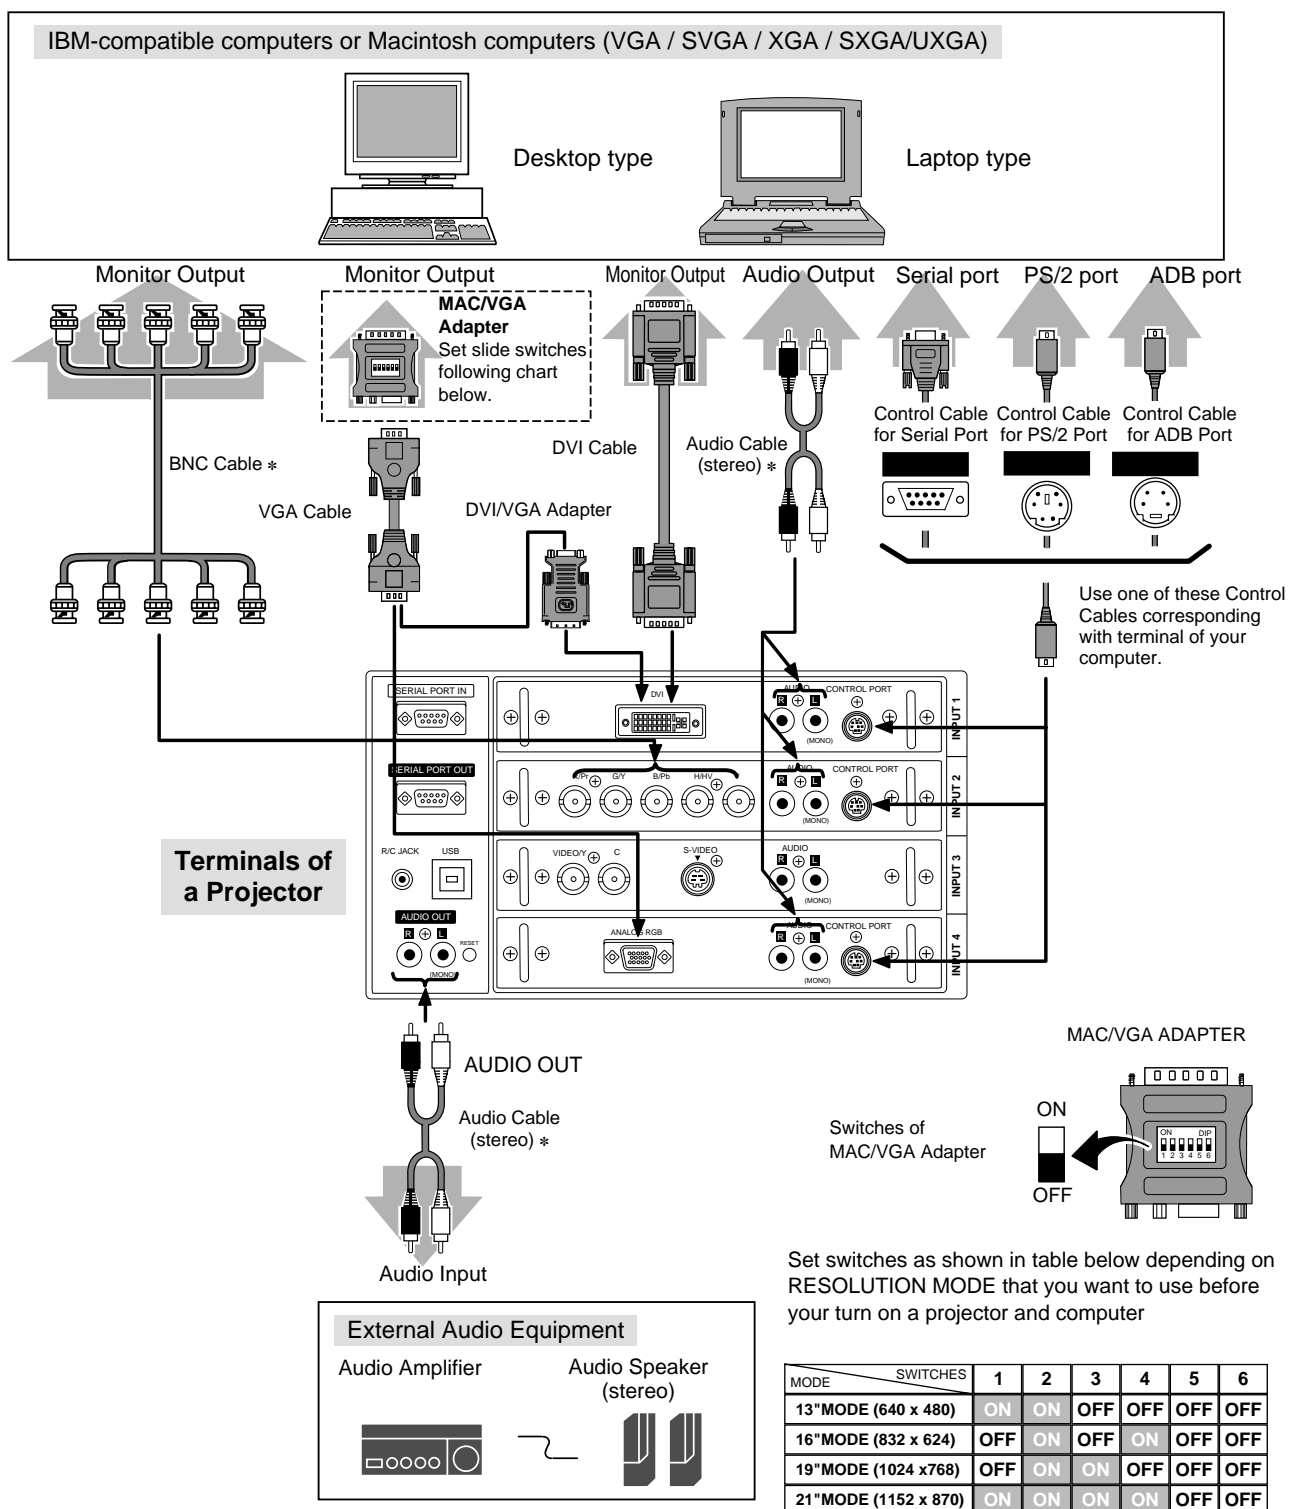 IBM-compatible computers or Macintosh computers (VGA / SVGA / XGA / SXGA/UXGA)
Desktop type
Laptop type
Monitor Output
Monitor Output
Monitor Output
Audio Output
Serial port
PS/2 port
ADB port
MAC/VGA
Adapter
Set slide switches
following chart
below.
Control Cable
for Serial Port
Control Cable
for PS/2 Port
Control Cable
for ADB Port
DVI Cable
Audio Cable
(stereo) *
BNC Cable *
VGA Cable
DVI/VGA Adapter
Use one of these Control
Cables corresponding
with terminal of your
computer.
SERIAL PORT IN
DVI
AUDIO
R
L
(MONO)
CONTROL PORT
INPUT 1
SERIAL PORT OUT
R/Pr
G/Y
B/Pb
H/HV
AUDIO
R
L
(MONO)
CONTROL PORT
INPUT 2
Terminals of
a Projector
R/C JACK
USB
VIDEO/Y
C
S-VIDEO
AUDIO
R
L
(MONO)
INPUT 3
AUDIO OUT
R
L
RESET
(MONO)
ANALOG RGB
AUDIO
R
L
(MONO)
CONTROL PORT
INPUT 4
AUDIO OUT
Audio Cable
(stereo) *
Audio Input
MAC/VGA ADAPTER
Switches of
MAC/VGA Adapter
ON
OFF
ON DIP
1 2 3 4 5 6
Set switches as shown in table below depending on
RESOLUTION MODE that you want to use before
your turn on a projector and computer
External Audio Equipment
Audio Amplifier
Audio Speaker
(stereo)
MODE SWITCHES 1 2 3 4 5 6
13"MODE (640 x 480) ON ON OFF OFF OFF OFF
16"MODE (832 x 624) OFF ON OFF ON OFF OFF
19"MODE (1024 x768) OFF ON ON OFF OFF OFF
21"MODE (1152 x 870) ON ON ON ON OFF OFF